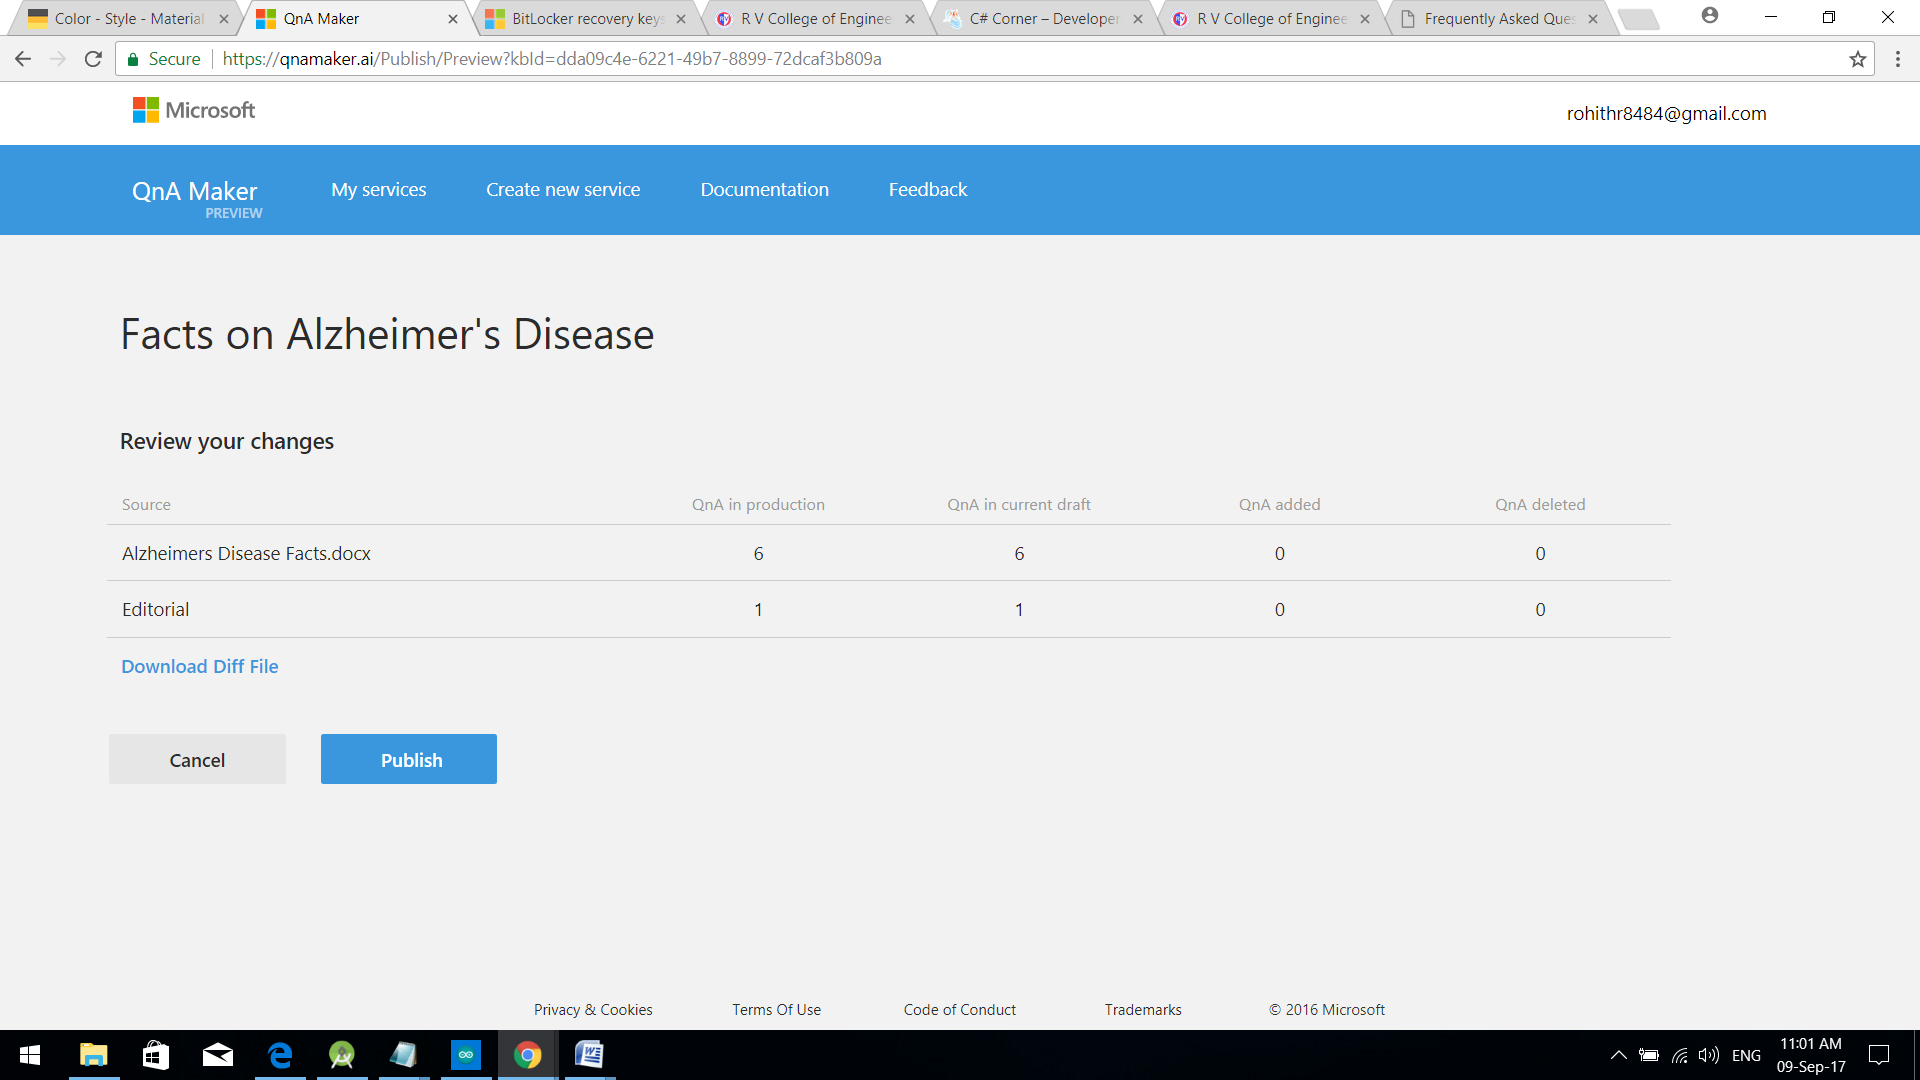 Color - Style - Material
QnA Maker
BitLocker recovery keys
R V College of Enginee
C# Corner – Developer
R V College of Enginee
Frequently Asked Ques
Secure
https://qnamaker.ai/Publish/Preview?kbId=dda09c4e-6221-49b7-8899-72dcaf3b809a
Microsoft
rohithr8484@gmail.com
QnA Maker
PREVIEW
My services
Create new service
Documentation
Feedback
Facts on Alzheimer's Disease
Review your changes
Source QnA in production QnA in current draft QnA added QnA deleted
Alzheimers Disease Facts.docx 6 6 0 0
Editorial 1 1 0 0
Download Diff File
Cancel
Publish
Privacy & Cookies Terms Of Use Code of Conduct Trademarks © 2016 Microsoft
ENG
11:01 AM
09-Sep-17